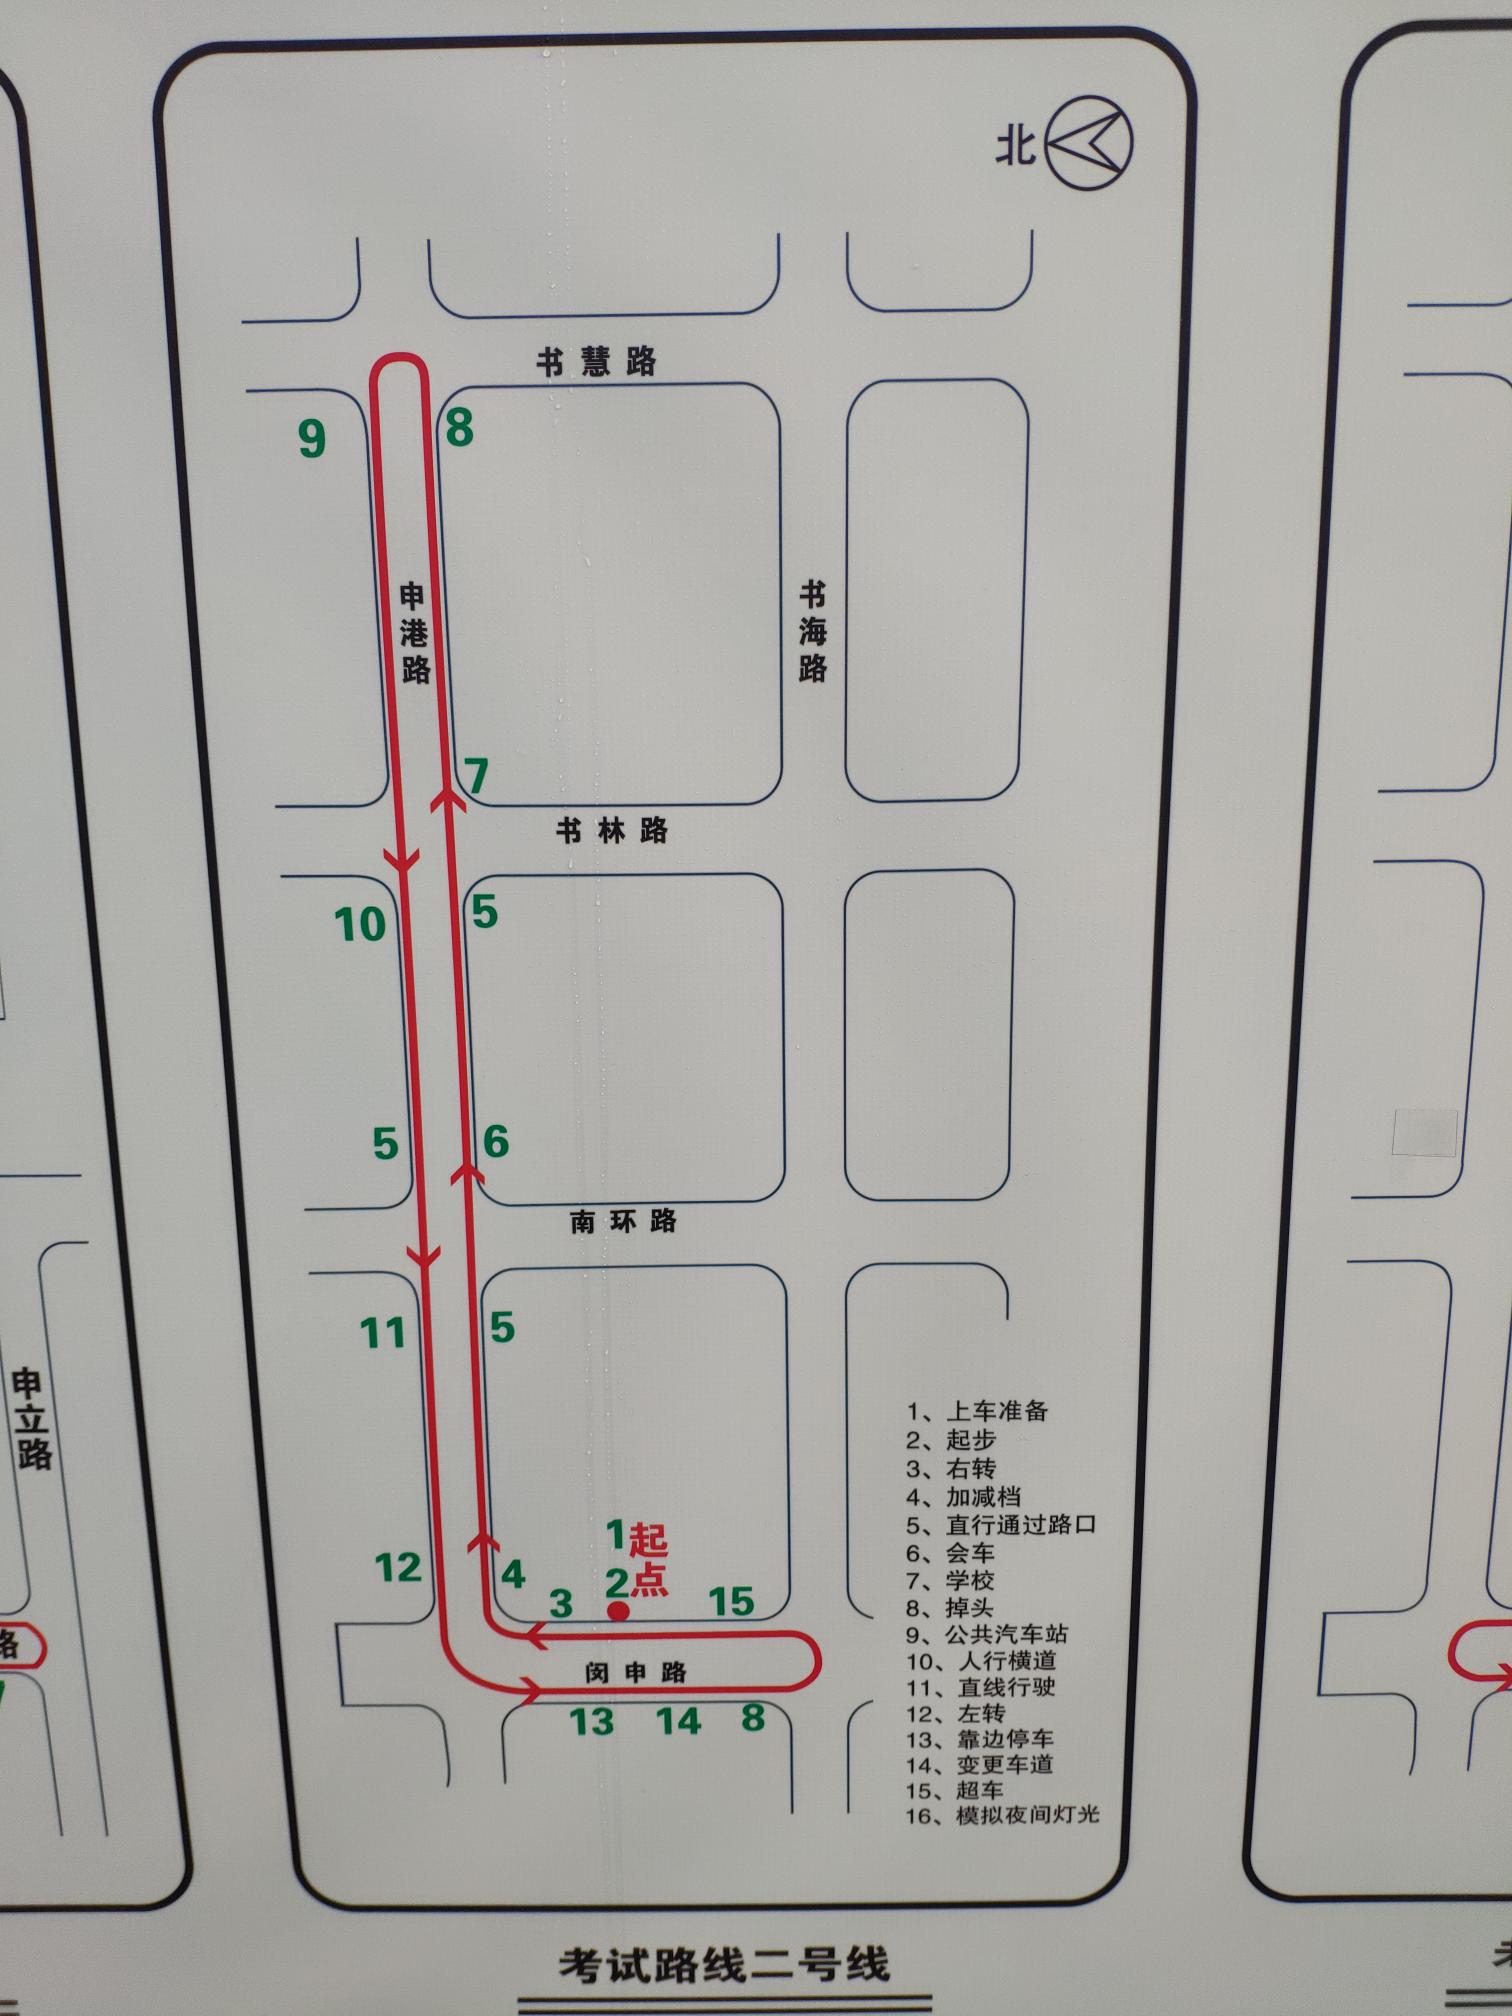 北
书慧路
9
8
申港路
书海路
7
书林路
10
5
5
6
南环路
11
5
申立路
1、上车准备
2、起步
3、右转
4、加减档
5、直行通过路口
6、会车
7、学校
8、掉头
9、公共汽车站
10、人行横道
11、直线行驶
12、左转
13、靠边停车
14、变更车道
15、超车
16、模拟夜间灯光
1
2
起点
12
4
3
15
路
闵申路
13
14
8
考试路线二号线